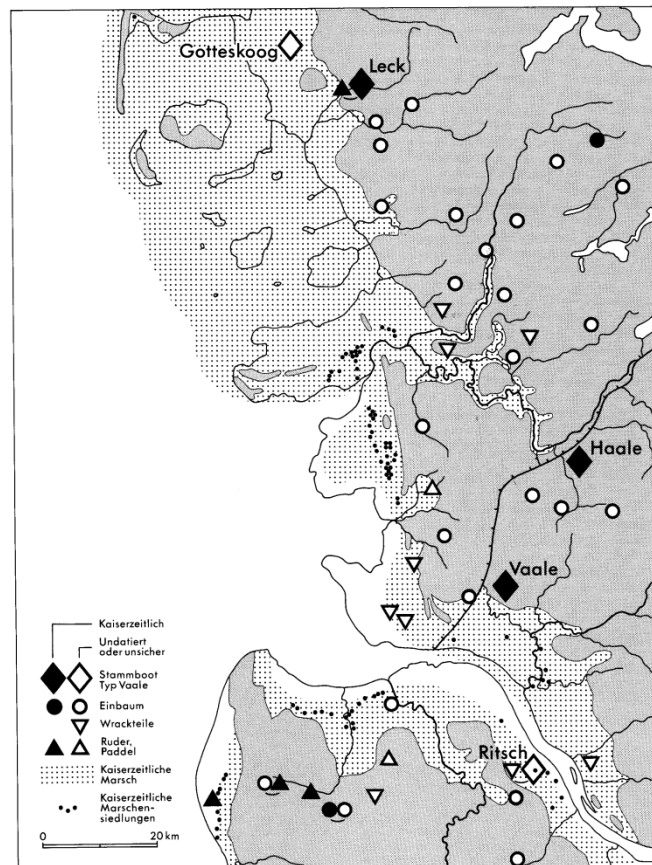 Gotteskoog
Leck
Haale
Vaale
Ritsch
Kaiserzeitlich
Undatiert
oder unsicher
Stammboot
Typ Vaale
Einbaum
Wrackteile
Ruder,
Paddel
Kaiserzeitliche
Marsch
Kaiserzeitliche
Marschen-
siedlungen
0 20 km